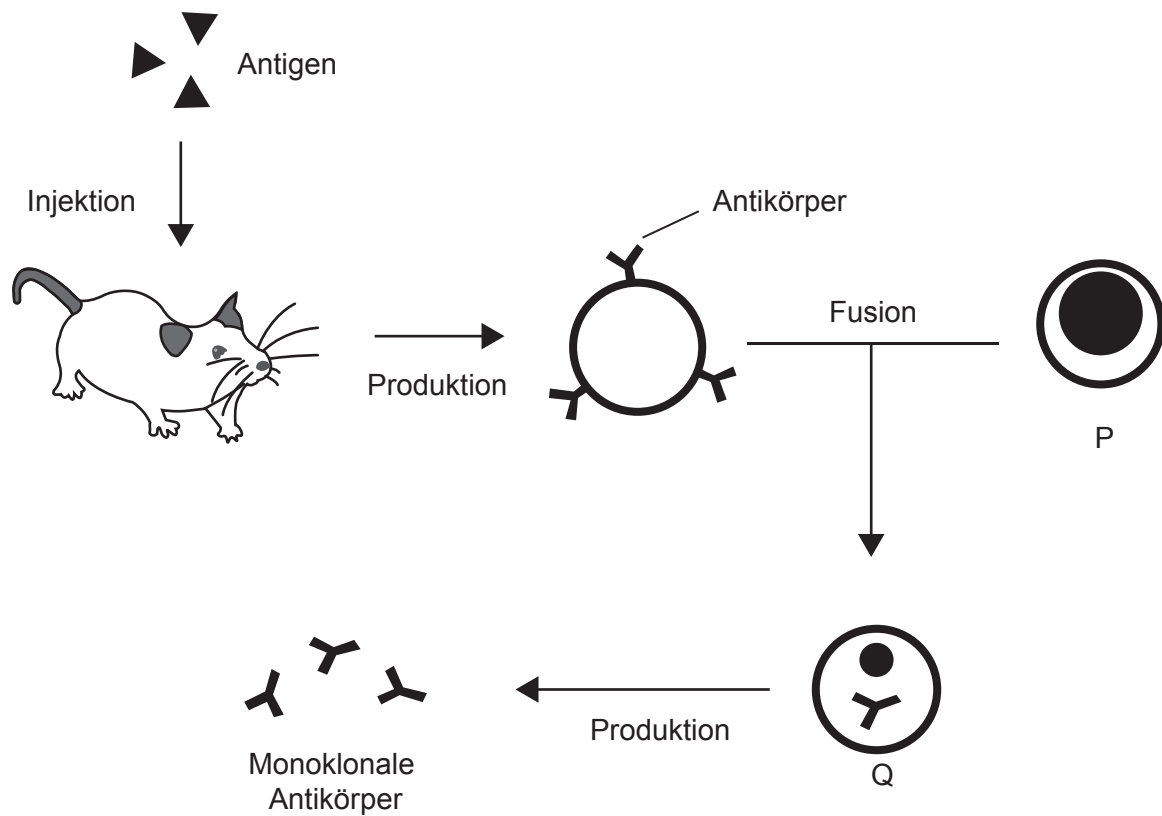 Antigen
Injektion
Antikörper
Fusion
Produktion
P
Produktion
Monoklonale
Antikörper
Q